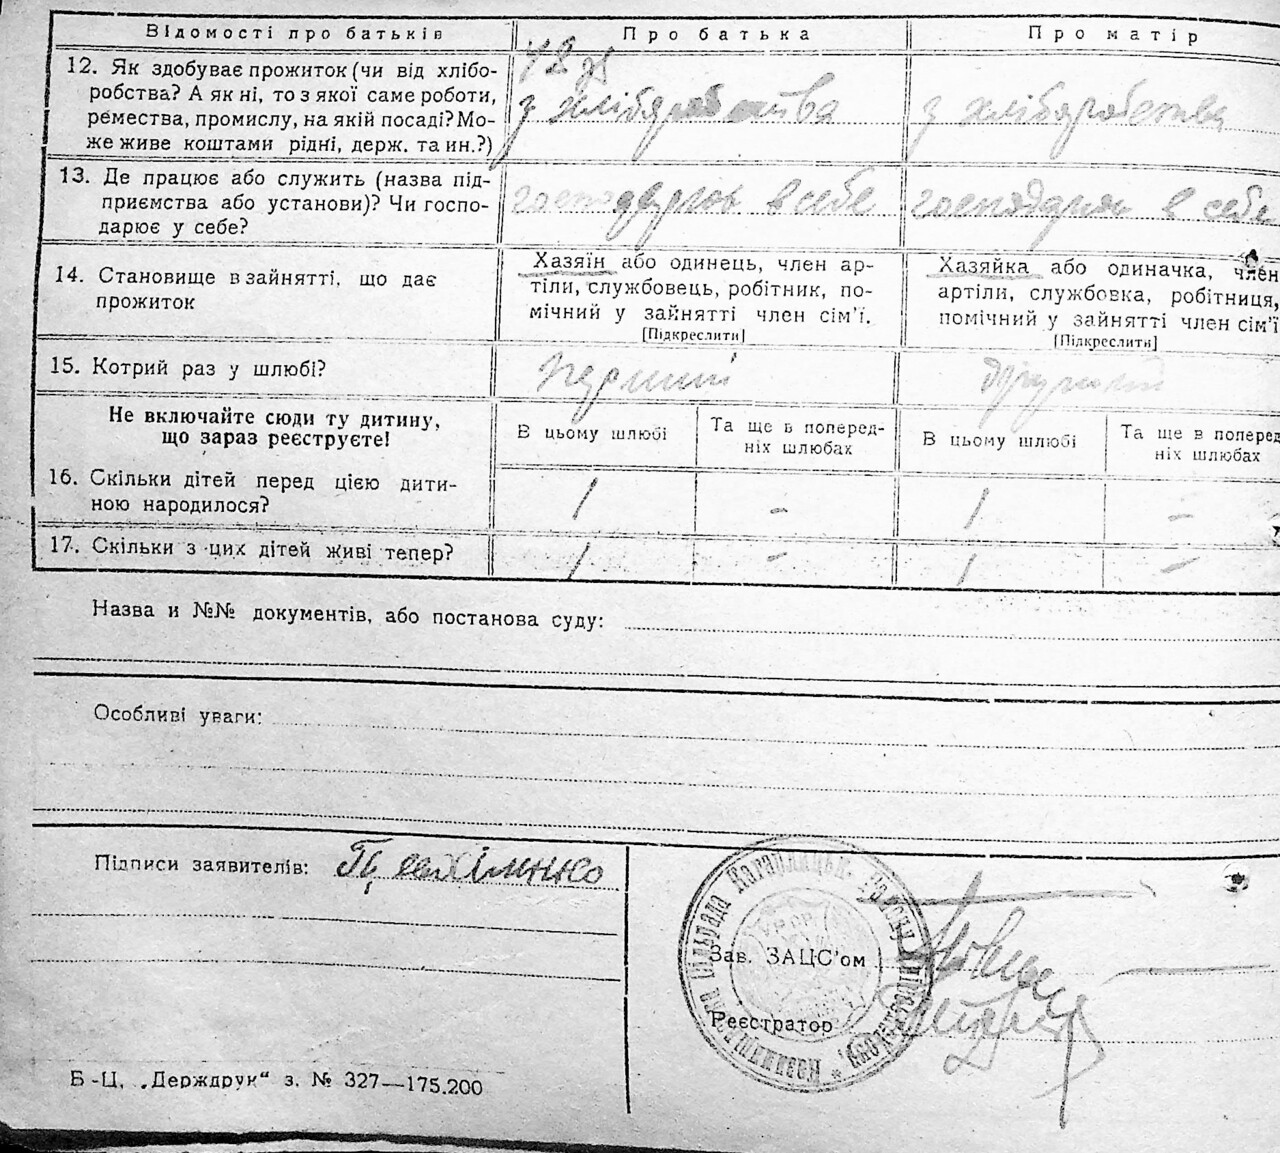 Відомості про батьків
Про батька
Про матір
12. Як здобуває прожиток (чи від хлібо-
робства? А як ні, то з якої саме роботи,
ремества, промислу, на якій посаді? Мо-
же живе коштами рідні, держ. та ин.?)
з хліборобства
з хліборобства
13. Де працює або служить (назва під-
приємства або установи)? Чи госпо-
дарює у себе?
в себе
господарює в себе
14. Становище в зайнятті, що дає
прожиток
Хазяїн або одинець, член ар-
тіли, службовець, робітник, по-
мічний у зайнятті член сім'ї.
[Підкреслити]
Хазяйка або одиначка, член
артіли, службовка, робітниця,
помічний у зайнятті член сім'ї
[Підкреслити]
15. Котрий раз у шлюбі?
перший
другий
Не включайте сюди ту дитину,
що зараз реєструєте!
В цьому шлюбі
Та ще в поперед-
ніх шлюбах
В цьому шлюбі
Та ще в поперед
ніх шлюбах
16. Скільки дітей перед цією дити-
ною народилося?
1
-
1
-
17. Скільки з цих дітей живі тепер?
1
-
1
-
Назва и №№ документів, або постанова суду:
Особливі уваги:
Підписи заявителів:
Зав. ЗАЦС'ом
Реєстратор
УСРР
Б-Ц. „Держдрук" з. № 327—175.200